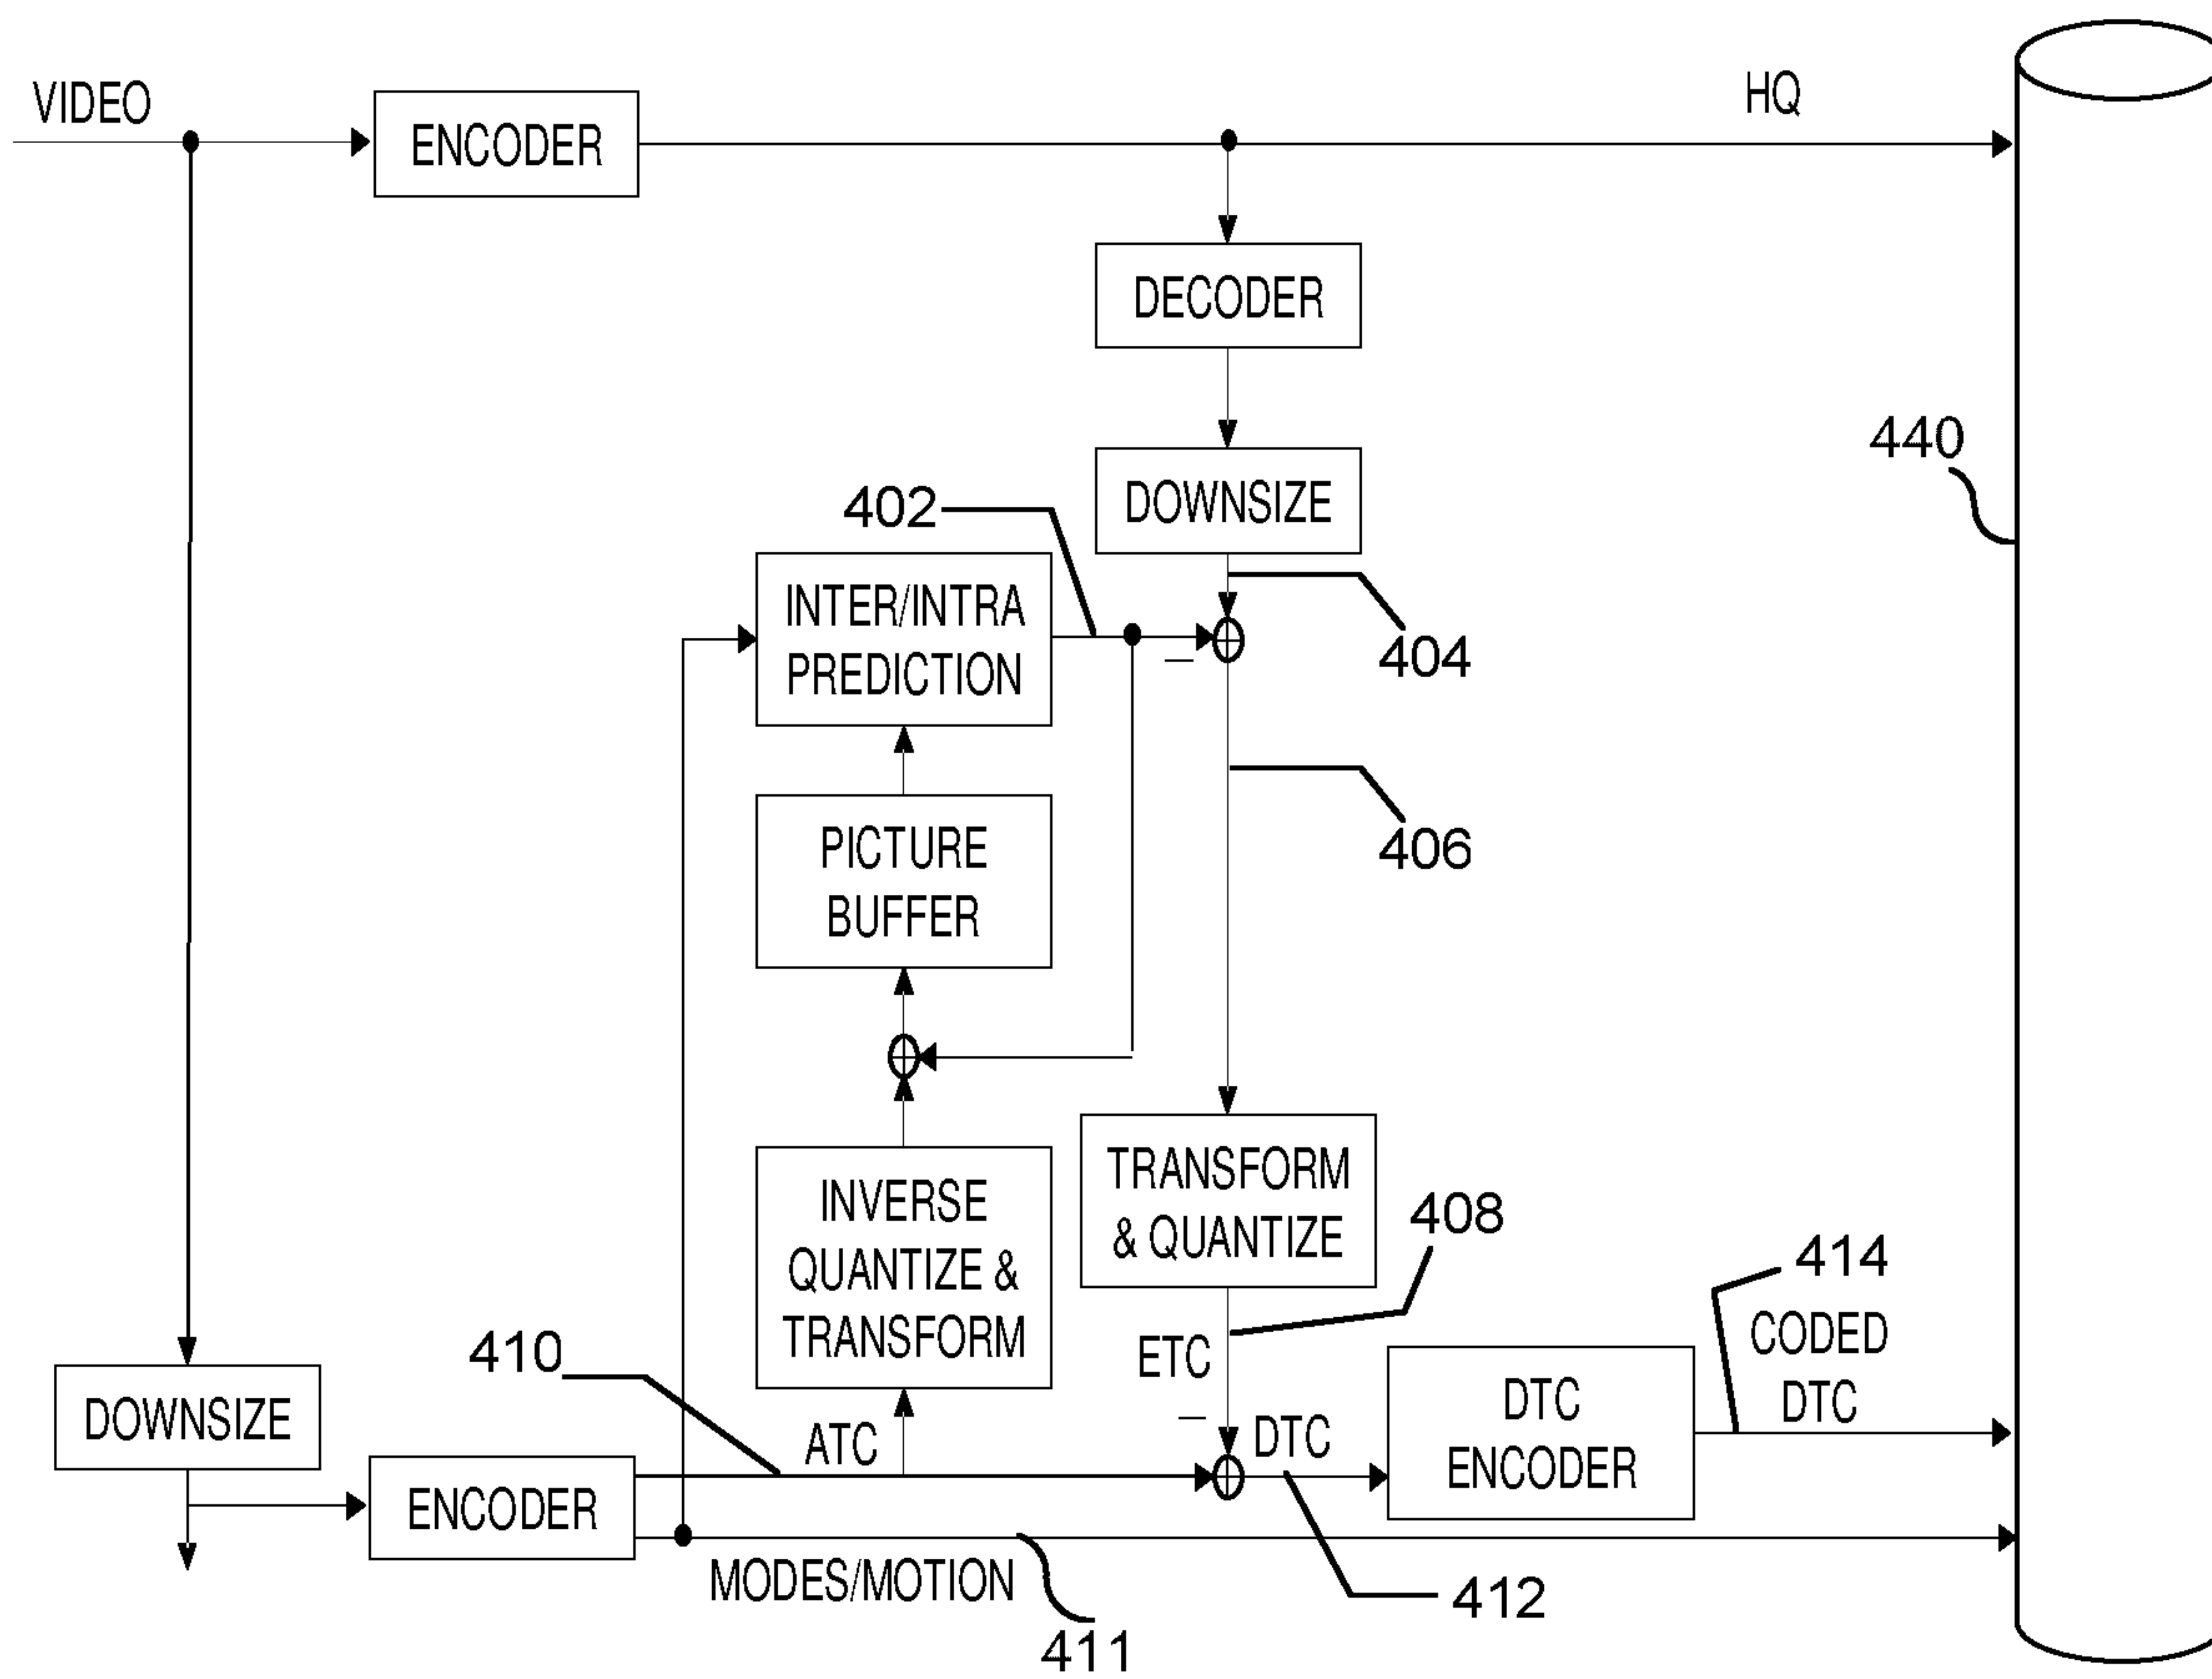 VIDEO
ENCODER
HQ
DECODER
440
DOWNSIZE
402
INTER/INTRA
PREDICTION
404
PICTURE
BUFFER
406
INVERSE
QUANTIZE &
TRANSFORM
TRANSFORM
& QUANTIZE
408
414
CODED
DTC
ETC
410
DOWNSIZE
ATC
DTC
DTC
ENCODER
ENCODER
MODES/MOTION
412
411